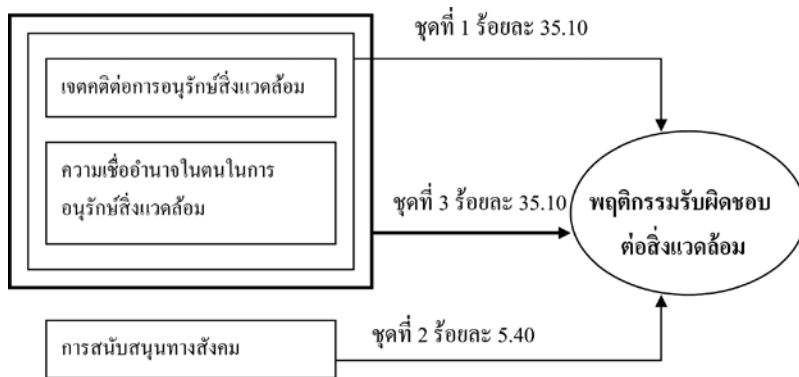 ชุดที่ 1 ร้อยละ 35.10
เจตคติต่อการอนุรักษ์สิ่งแวดล้อม
ความเชื่ออำนาจในตนในการ
อนุรักษ์สิ่งแวดล้อม
ชุดที่ 3 ร้อยละ 35.10
พฤติกรรมรับผิดชอบ
ต่อสิ่งแวดล้อม
การสนับสนุนทางสังคม
ชุดที่ 2 ร้อยละ 5.40